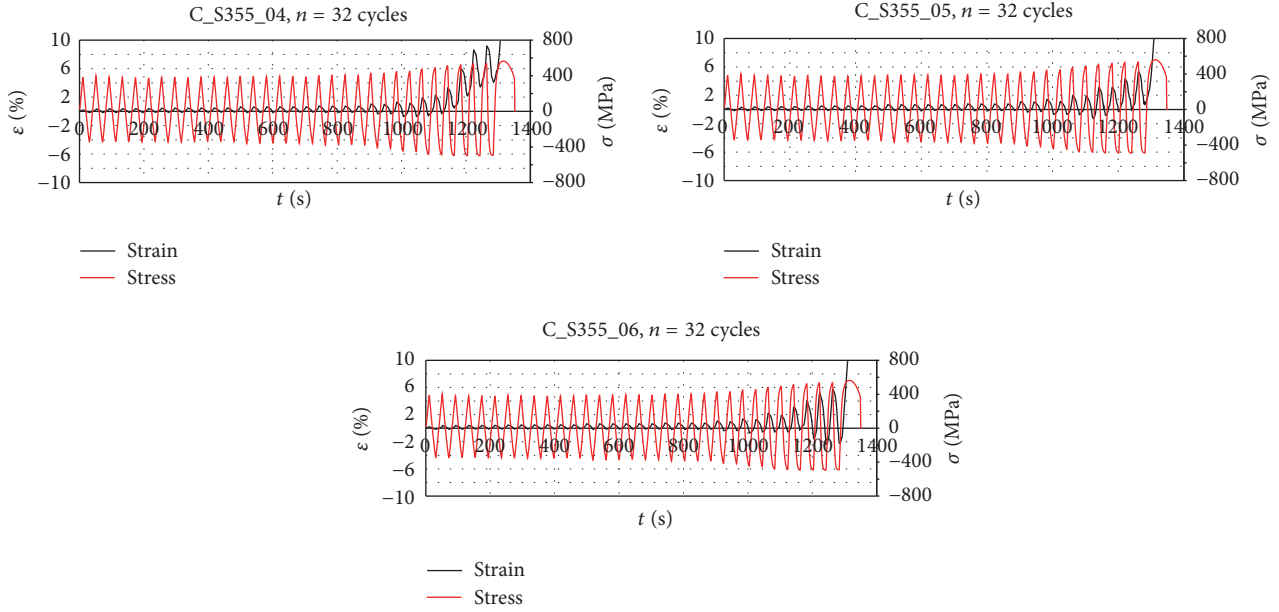 C_S355_04, n = 32 cycles
10
6
2
−2
−6
−10
ε (%)
0 200 400 600 800 1000 1200 1400
t (s)
800
400
0
−400
−800
σ (MPa)
Strain
Stress
C_S355_05, n = 32 cycles
10
6
2
−2
−6
−10
ε (%)
0 200 400 600 800 1000 1200 1400
t (s)
800
400
0
−400
−800
σ (MPa)
Strain
Stress
C_S355_06, n = 32 cycles
10
6
2
−2
−6
−10
ε (%)
0 200 400 600 800 1000 1200 1400
t (s)
800
400
0
−400
−800
σ (MPa)
Strain
Stress